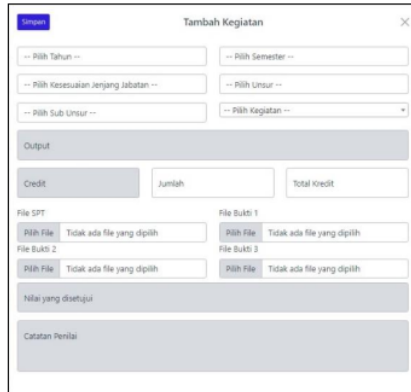 Simpan Tambah Kegiatan ×
-- Pilih Tahun -- -- Pilih Semester --
-- Pilih Kesesuaian Jenjang Jabatan -- -- Pilih Unsur --
-- Pilih Sub Unsur -- -- Pilih Kegiatan --
Output
Credit Jumlah Total Kredit
File SPT File Bukti 1
Pilih File Tidak ada file yang dipilih Pilih File Tidak ada file yang dipilih
File Bukti 2 File Bukti 3
Pilih File Tidak ada file yang dipilih Pilih File Tidak ada file yang dipilih
Nilai yang disetujui
Catatan Penilai